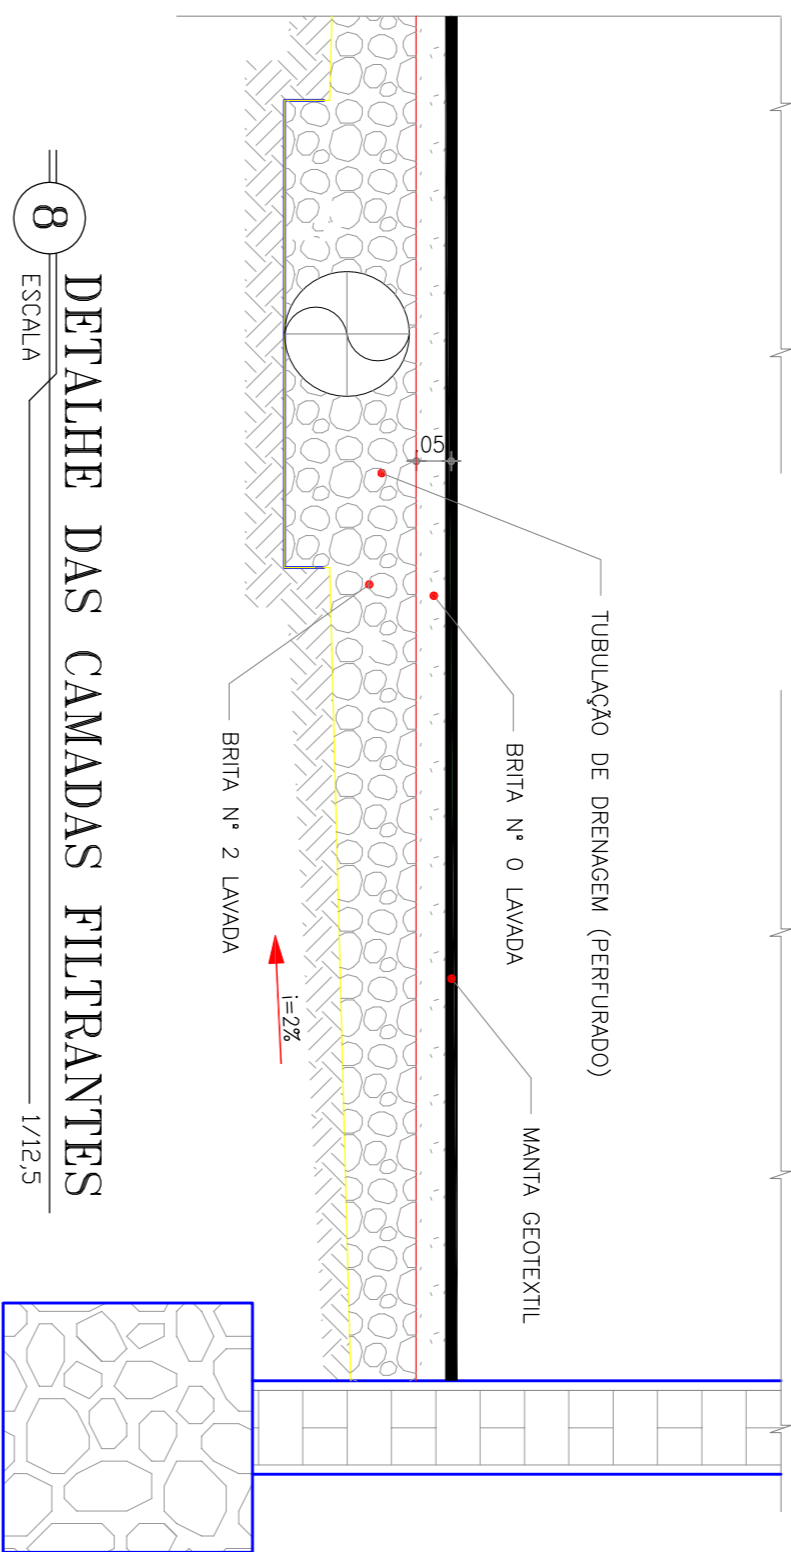 TUBULAÇÃO DE DRENAGEM (PERFURADO)
BRITA N° 0 LAVADA
MANTA GEOTEXTIL
.05
BRITA N° 2 LAVADA
i=2%
8
DETALHE DAS CAMADAS FILTRANTES
ESCALA
1/12,5